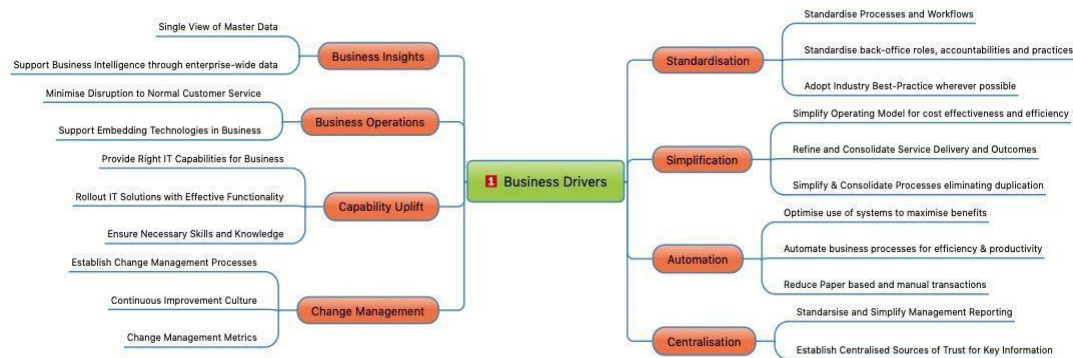 1 Business Drivers
Business Insights
Single View of Master Data
Support Business Intelligence through enterprise-wide data
Business Operations
Minimise Disruption to Normal Customer Service
Support Embedding Technologies in Business
Capability Uplift
Provide Right IT Capabilities for Business
Rollout IT Solutions with Effective Functionality
Ensure Necessary Skills and Knowledge
Change Management
Establish Change Management Processes
Continuous Improvement Culture
Change Management Metrics
Standardisation
Standardise Processes and Workflows
Standardise back-office roles, accountabilities and practices
Adopt Industry Best-Practice wherever possible
Simplification
Simplify Operating Model for cost effectiveness and efficiency
Refine and Consolidate Service Delivery and Outcomes
Simplify & Consolidate Processes eliminating duplication
Automation
Optimise use of systems to maximise benefits
Automate business processes for efficiency & productivity
Reduce Paper based and manual transactions
Centralisation
Standarsise and Simplify Management Reporting
Establish Centralised Sources of Trust for Key Information